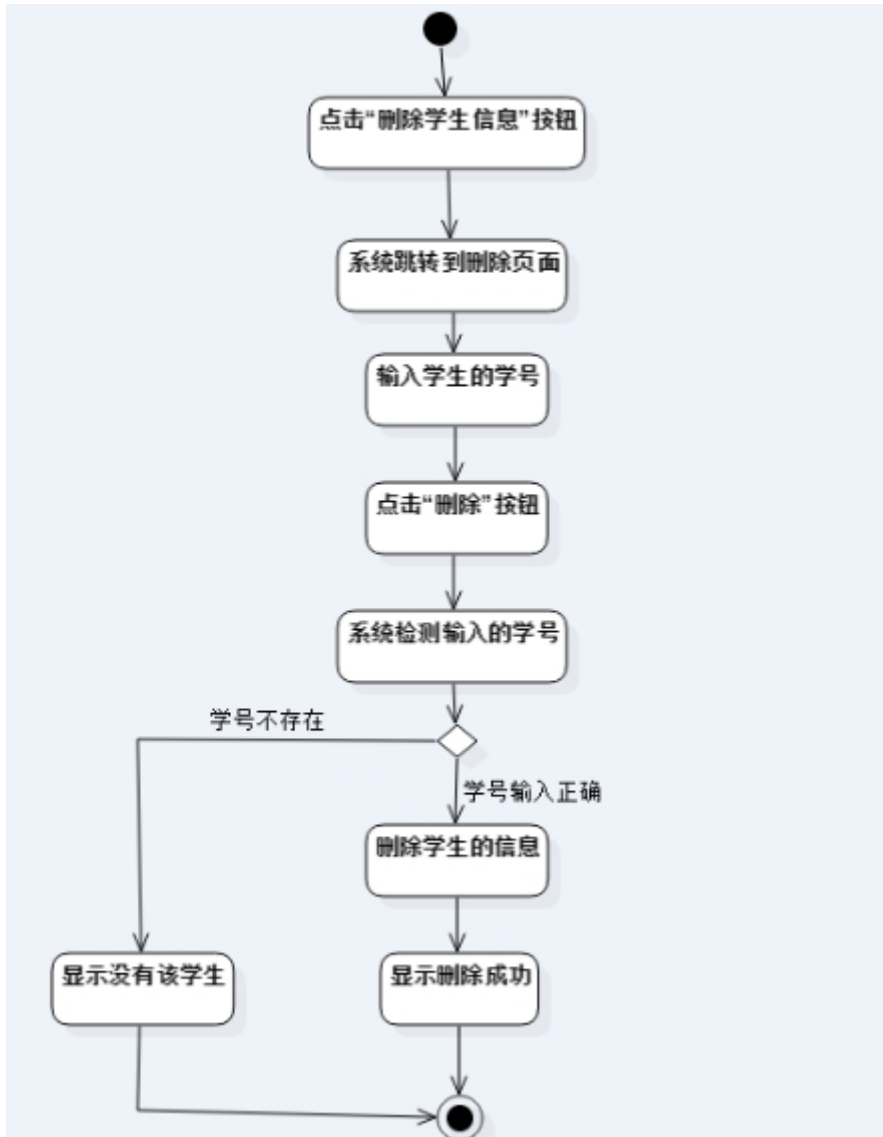 点击“删除学生信息”按钮
系统跳转到删除页面
输入学生的学号
点击“删除”按钮
系统检测输入的学号
学号不存在
学号输入正确
删除学生的信息
显示没有该学生
显示删除成功